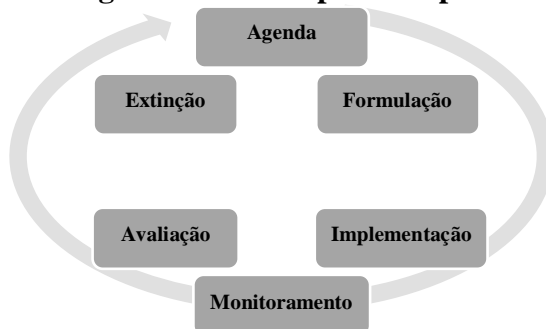 Agenda
Extinção
Formulação
Avaliação
Implementação
Monitoramento